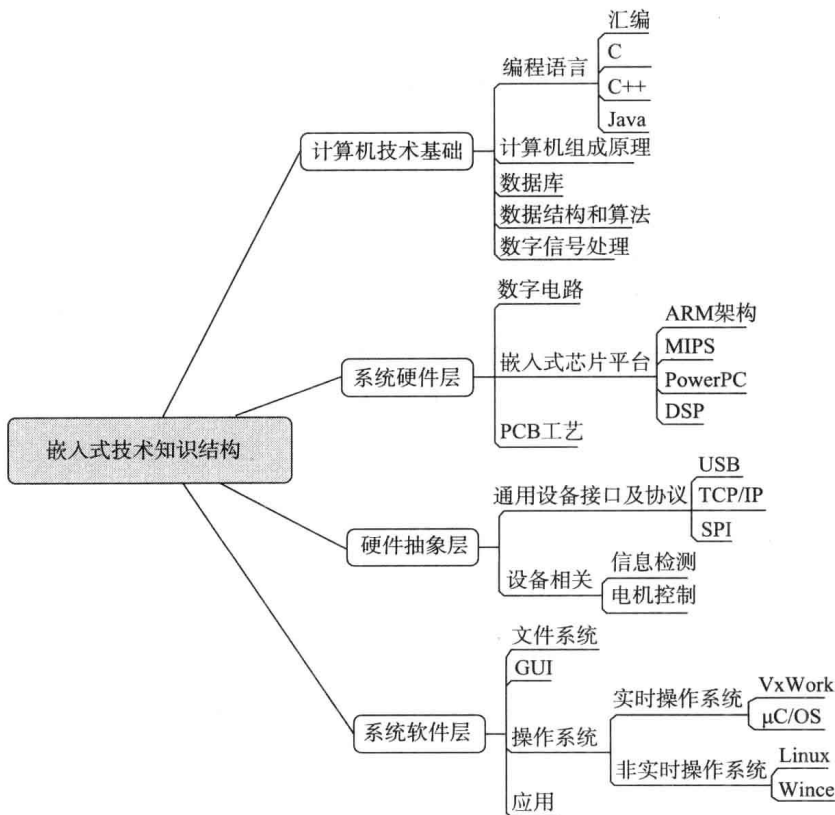 嵌入式技术知识结构
计算机技术基础
编程语言
汇编
C
C++
Java
计算机组成原理
数据库
数据结构和算法
数字信号处理
系统硬件层
数字电路
嵌入式芯片平台
ARM架构
MIPS
PowerPC
DSP
PCB工艺
硬件抽象层
通用设备接口及协议
USB
TCP/IP
SPI
设备相关
信息检测
电机控制
系统软件层
文件系统
GUI
操作系统
实时操作系统
VxWork
μC/OS
非实时操作系统
Linux
Wince
应用